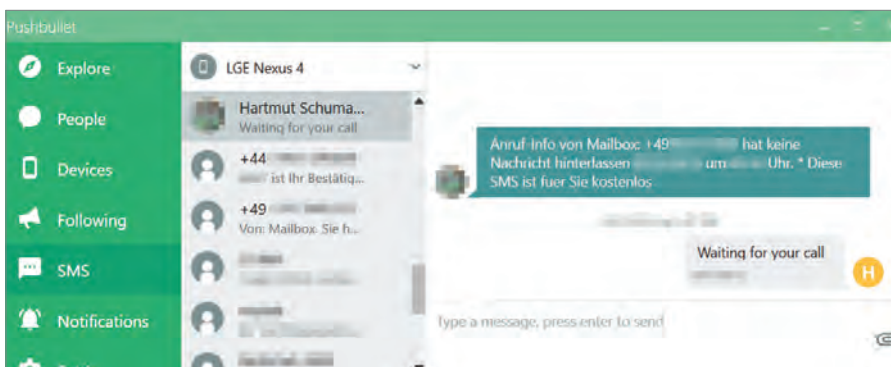 Pushbullet
Explore
People
Devices
Following
SMS
Notifications
LGE Nexus 4
Hartmut Schuma...
Waiting for your call
+44
ist Ihr Bestätig...
+49
Von: Mailbox. Sie h...
Anruf-Info von Mailbox: +49 hat keine
Nachricht hinterlassen um Uhr. * Diese
SMS ist fuer Sie kostenlos
Waiting for your call
H
Type a message, press enter to send